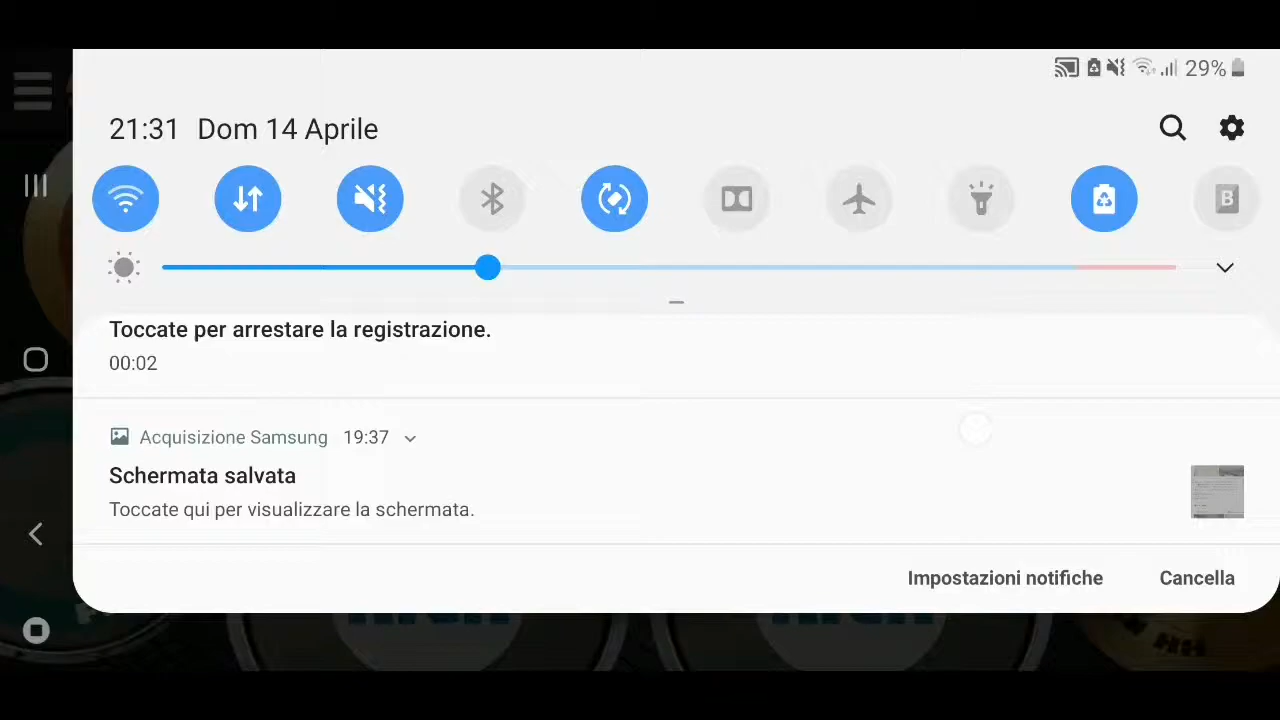 29%
21:31 Dom 14 Aprile
B
Toccate per arrestare la registrazione.
00:02
Acquisizione Samsung 19:37
Schermata salvata
Toccate qui per visualizzare la schermata.
Impostazioni notifiche Cancella
HH